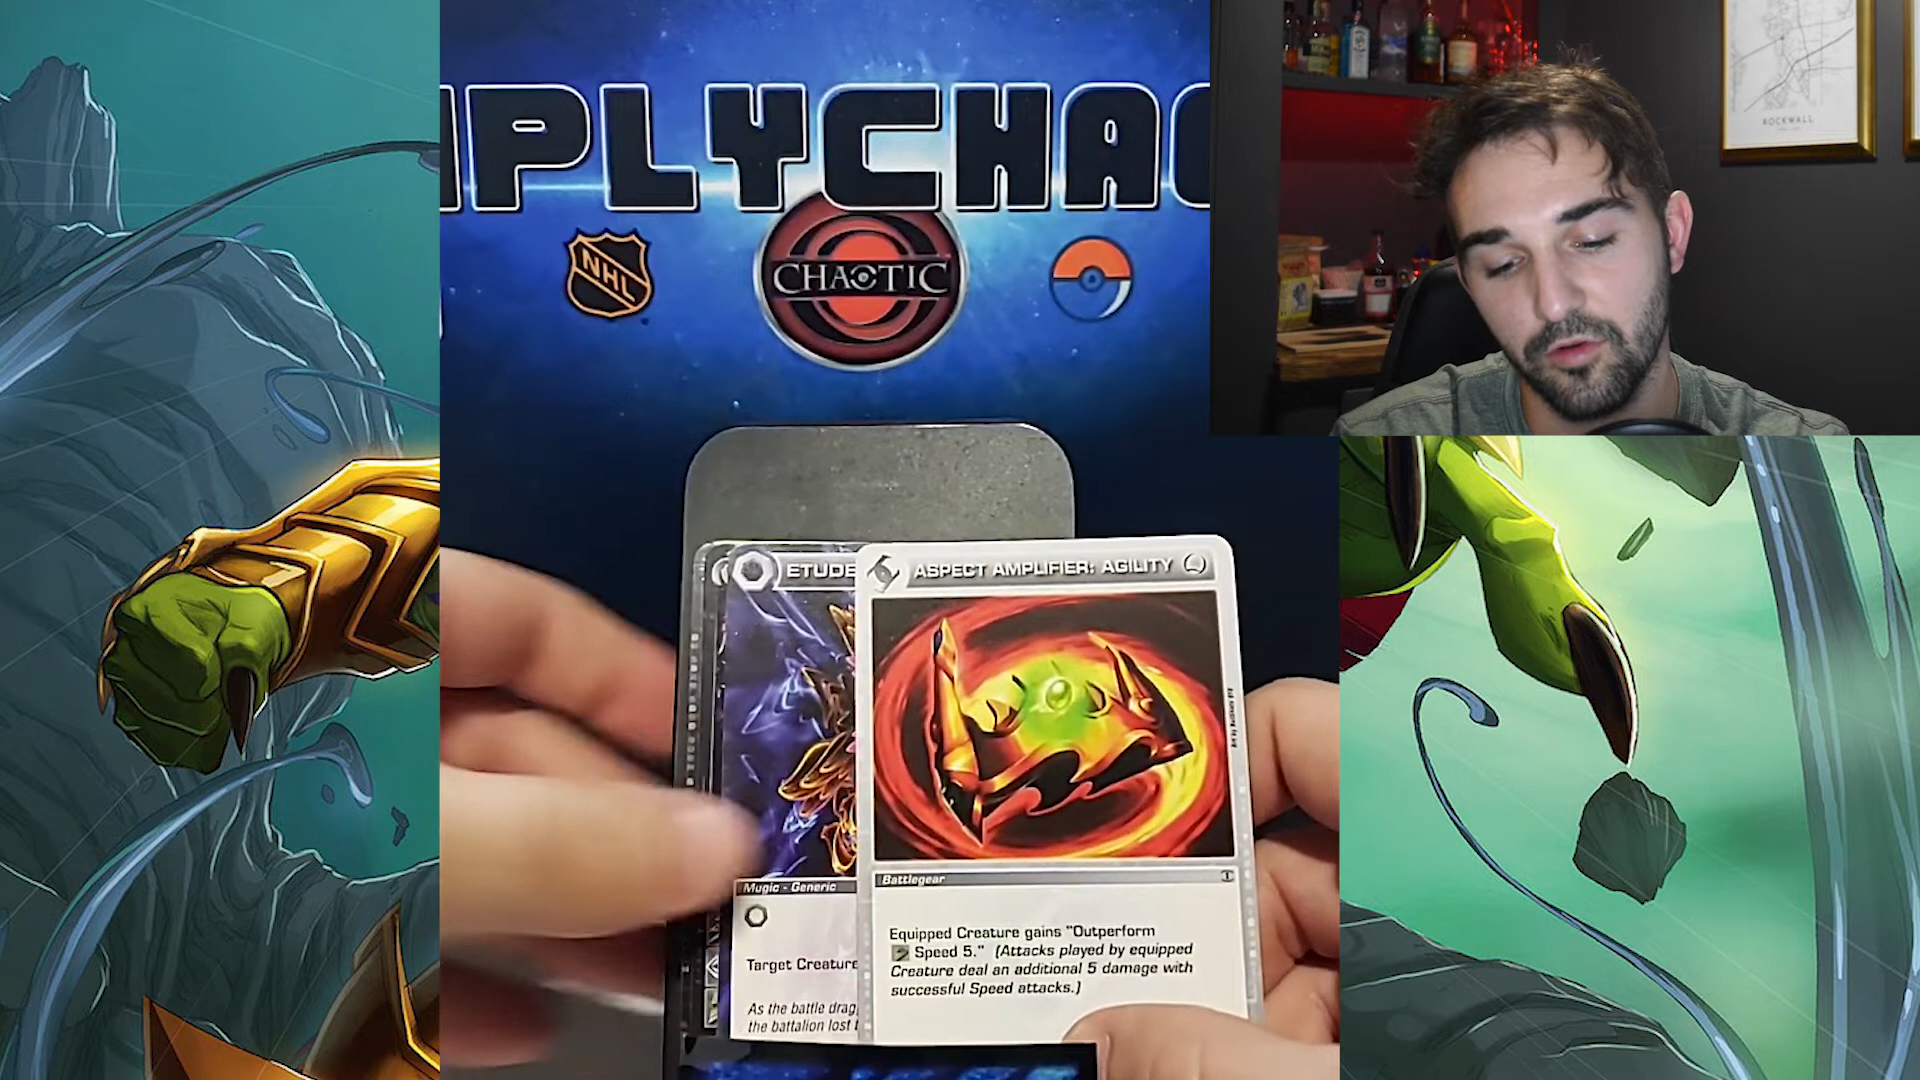 MPLYCHAO
NHL
CHAOTIC
ROCKWALL
ETUDE
ASPECT AMPLIFIER: AGILITY
Mugic - Generic
Battlegear
Target Creature
Equipped Creature gains "Outperform
Speed 5." (Attacks played by equipped
Creature deal an additional 5 damage with
successful Speed attacks.)
As the battle drag
the battalion lost